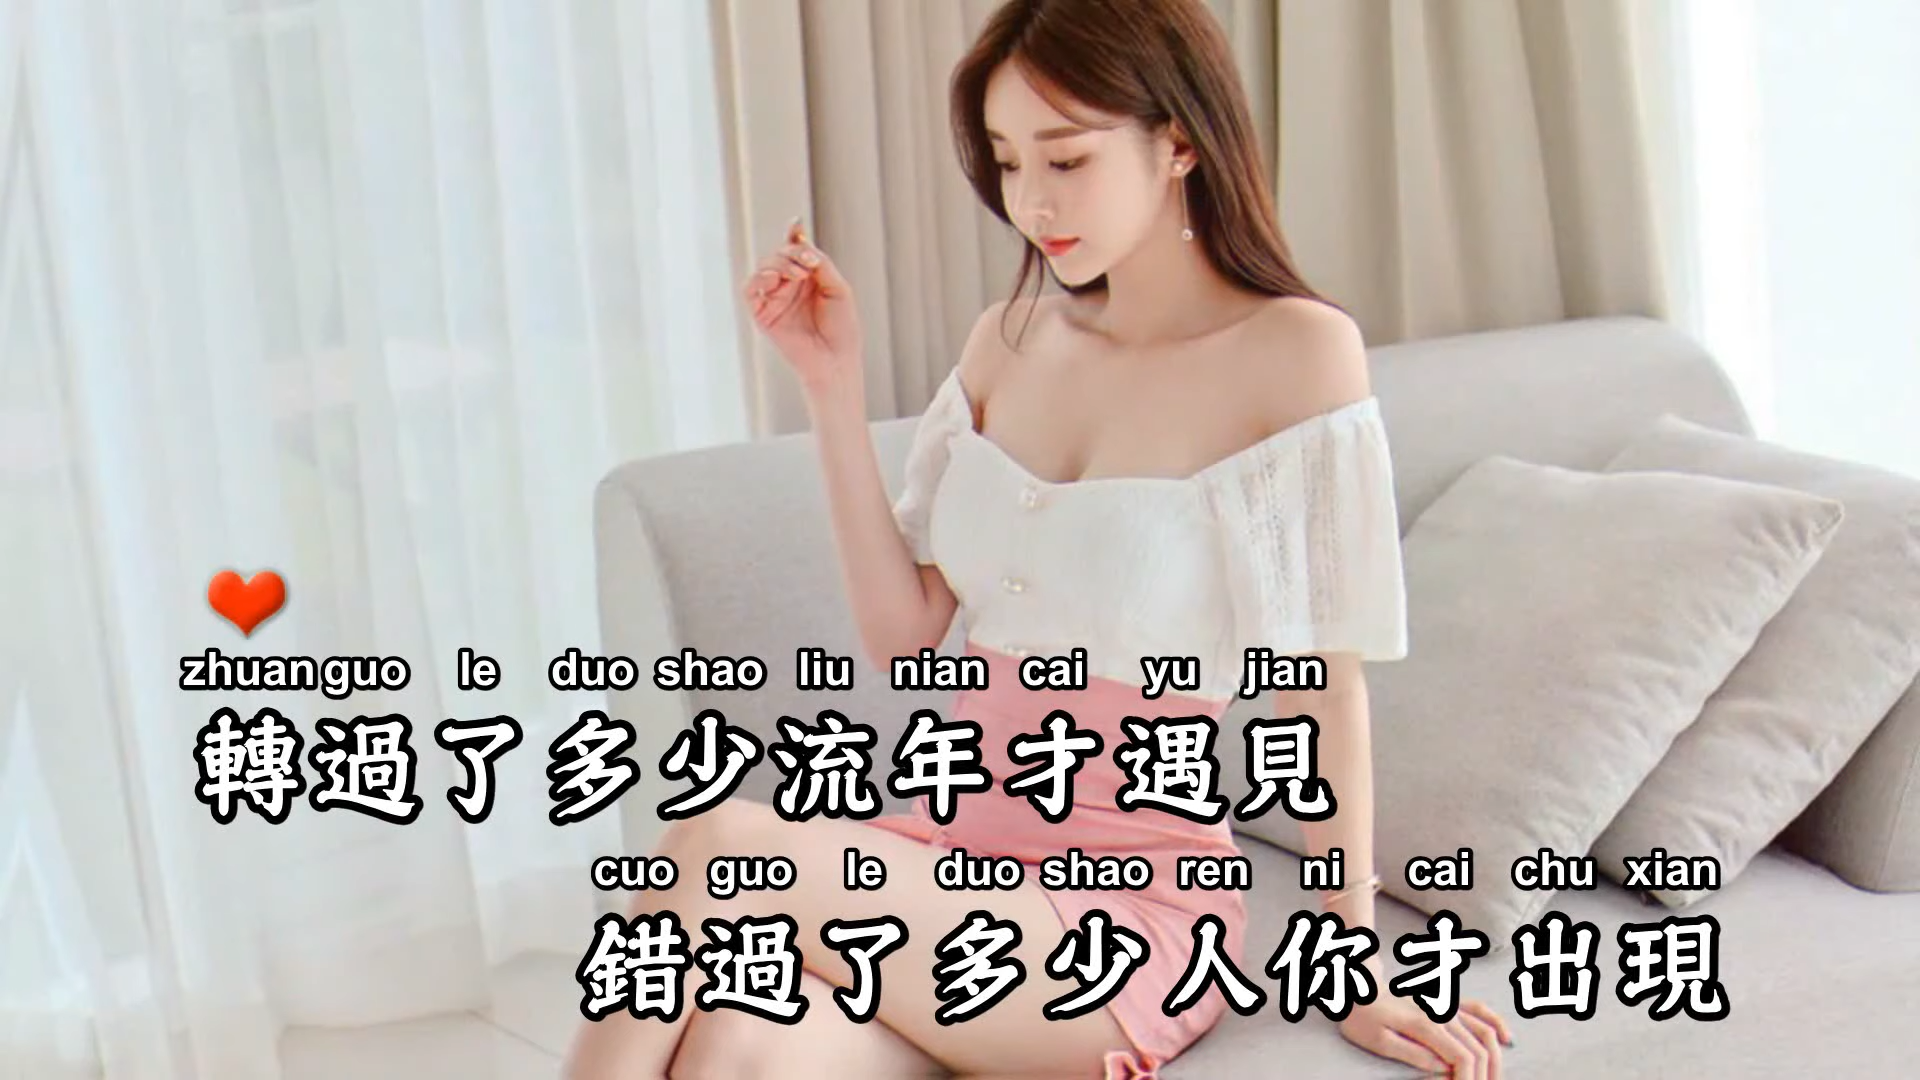 zhuan guo le duo shao liu nian cai yu jian
轉過了多少流年才遇見
cuo guo le duo shao ren ni cai chu xian
錯過了多少人你才出現